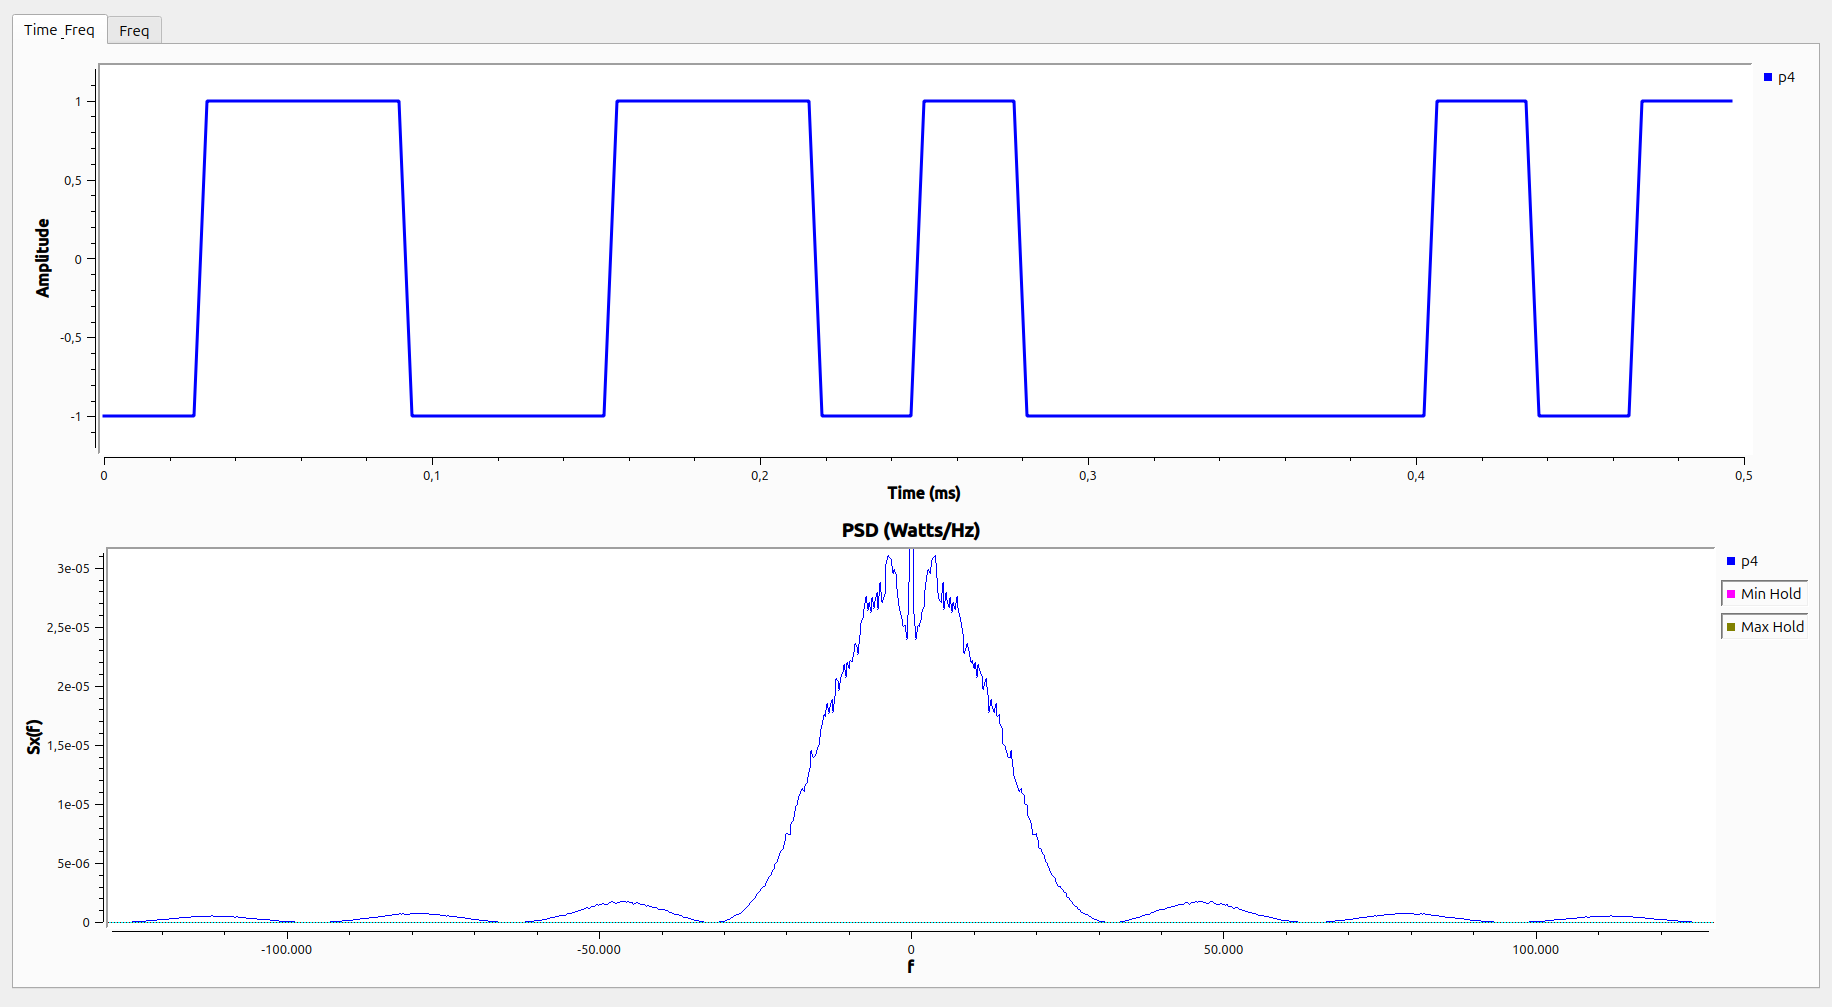 Time_Freq
Freq
p4
1
0,5
0
-0,5
-1
Amplitude
0
0,1
0,2
0,3
0,4
0,5
Time (ms)
PSD (Watts/Hz)
p4
Min Hold
Max Hold
3e-05
2,5e-05
2e-05
1,5e-05
1e-05
5e-06
0
Sx(f)
-100.000
-50.000
0
50.000
100.000
f